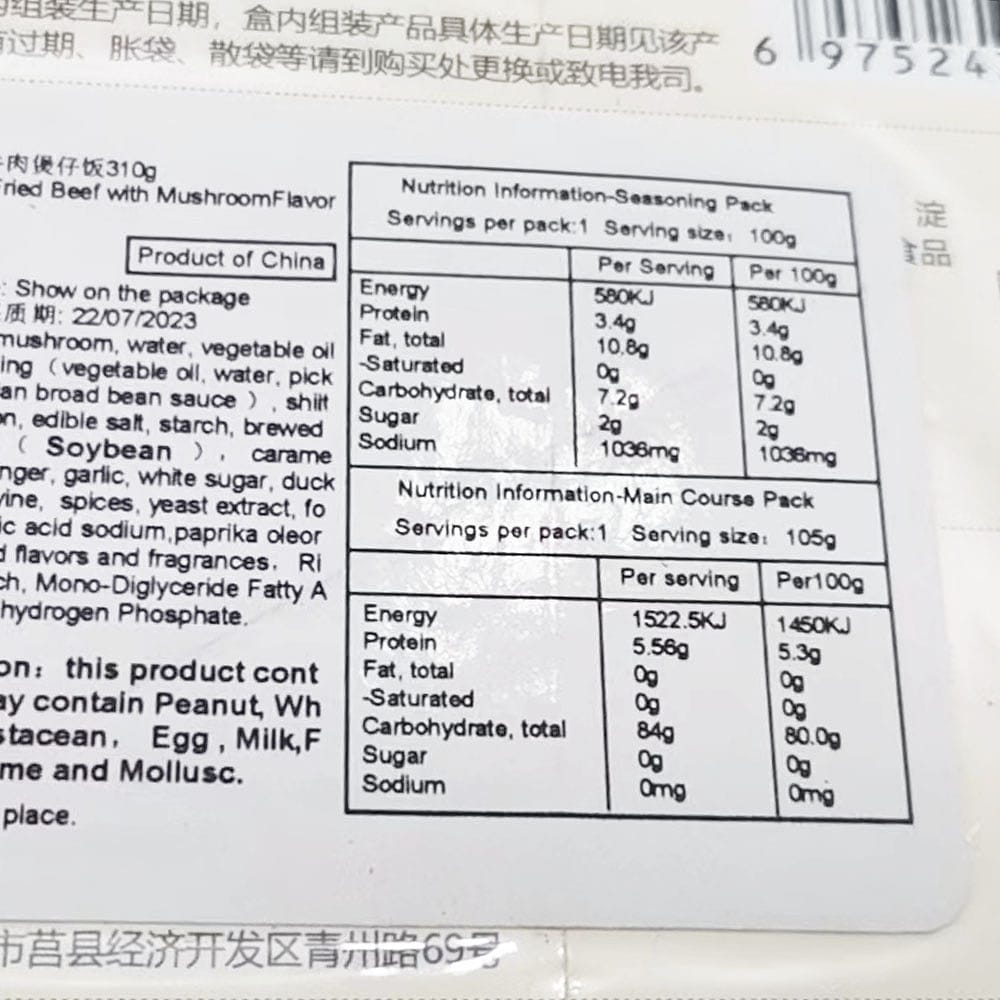 组装生产日期，盒内组装产品具体生产日期见该产
过期、胀袋、散袋等请到购买处更换或致电我司。
6 97524
肉煲仔饭310g
ried Beef with MushroomFlavor
Product of China
: Show on the package
质期: 22/07/2023
mushroom, water, vegetable oil
ing (vegetable oil, water, pick
an broad bean sauce ) , shiit
n, edible salt, starch, brewed
( Soybean ) , carame
nger, garlic, white sugar, duck
ine, spices, yeast extract, fo
ic acid sodium,paprika oleor
d flavors and fragrances. Ri
ch, Mono-Diglyceride Fatty A
hydrogen Phosphate.
on: this product cont
ay contain Peanut, Wh
stacean, Egg , Milk,F
me and Mollusc.
place.
Nutrition Information-Seasoning Pack
Servings per pack:1 Serving size: 100g
Per Serving Per 100g
Energy 580KJ 580KJ
Protein 3.4g 3.4g
Fat, total 10.8g 10.8g
-Saturated 0g 0g
Carbohydrate, total 7.2g 7.2g
Sugar 2g 2g
Sodium 1036mg 1036mg
Nutrition Information-Main Course Pack
Servings per pack:1 Serving size: 105g
Per serving Per100g
Energy 1522.5KJ 1450KJ
Protein 5.56g 5.3g
Fat, total 0g 0g
-Saturated 0g 0g
Carbohydrate, total 84g 80.0g
Sugar 0g 0g
Sodium 0mg 0mg
淀
品
市莒县经济开发区青州路69号